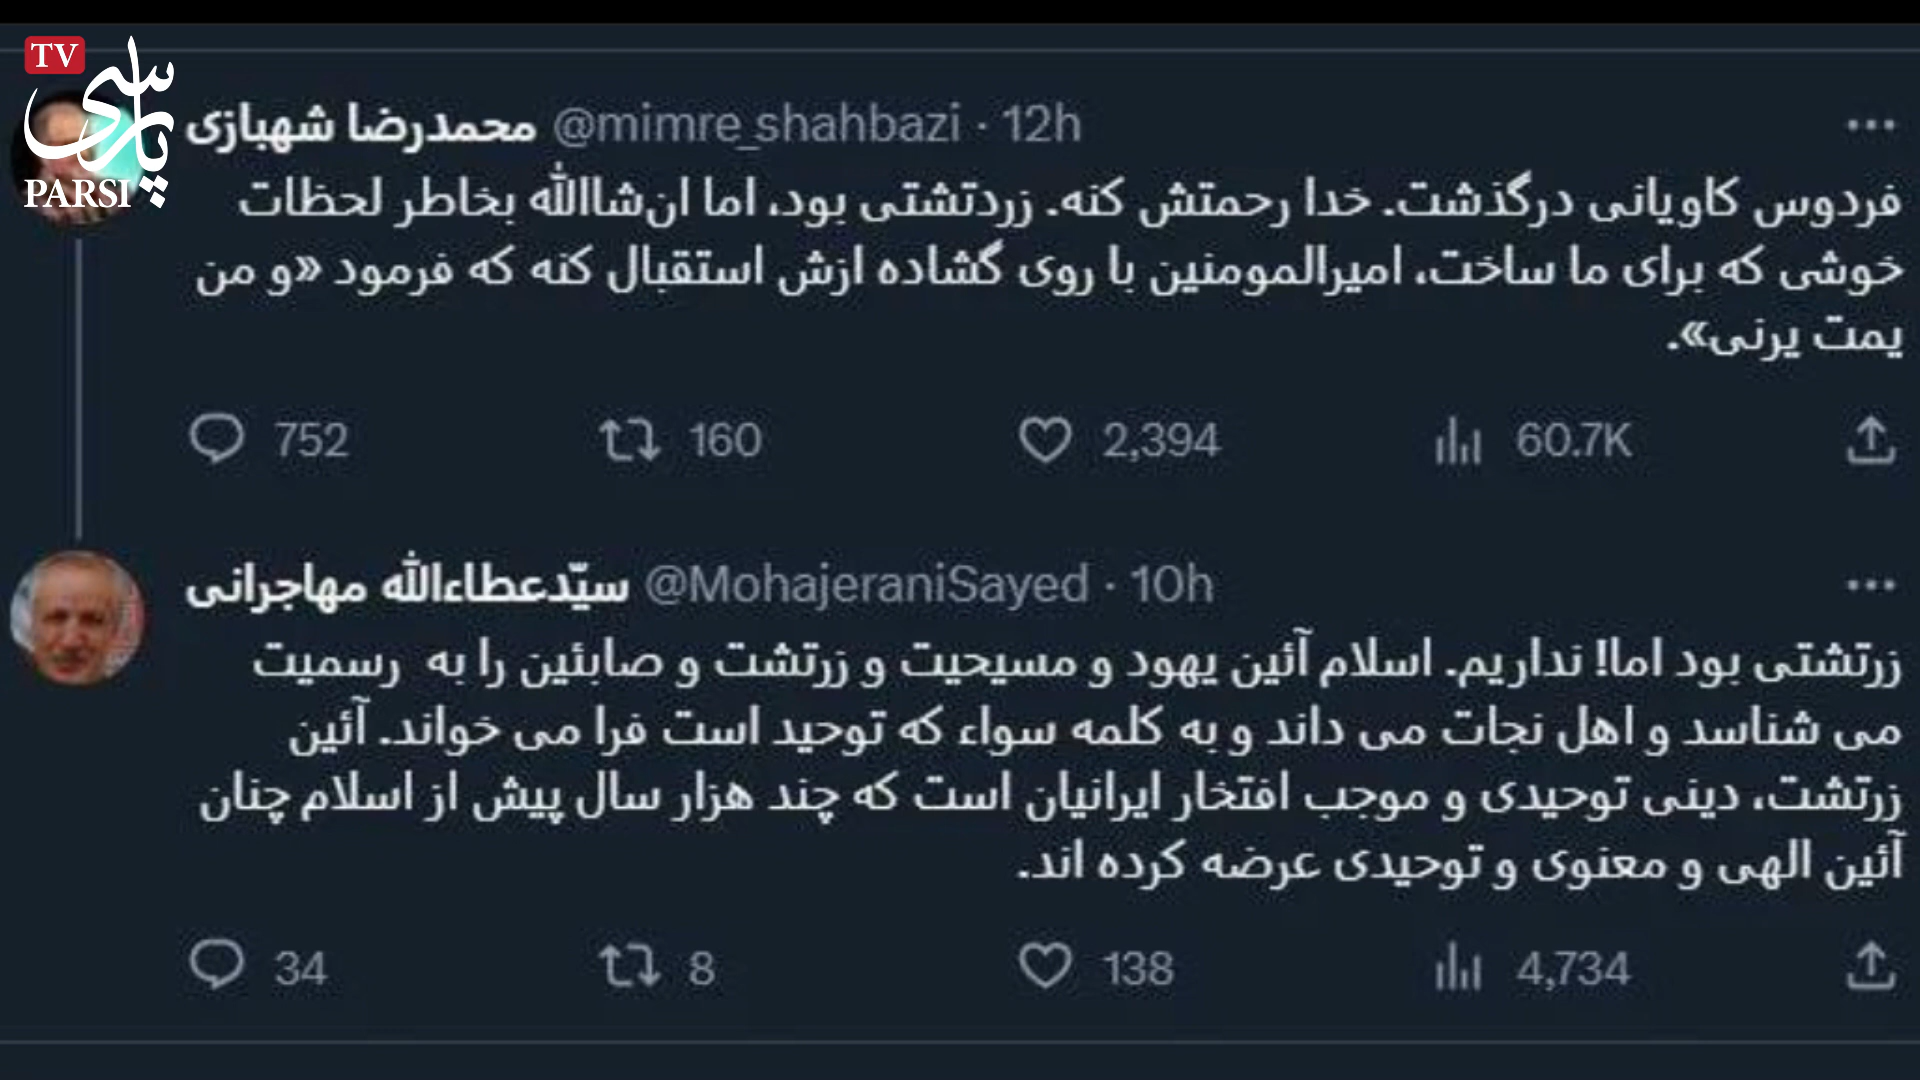 TV
پارسی
PARSI
محمدرضا شهبازی @mimre_shahbazi · 12h
فردوس کاویانی درگذشت. خدا رحمتش کنه. زردتشتی بود، اما ان‌شاالله بخاطر لحظات
خوشی که برای ما ساخت، امیرالمومنین با روی گشاده ازش استقبال کنه که فرمود «و من
یمت یرنی».
752 160 2,394 60.7K
سیّدعطاءالله مهاجرانی @MohajeraniSayed · 10h
زرتشتی بود اما! نداریم. اسلام آئین یهود و مسیحیت و زرتشت و صابئین را به رسمیت
می شناسد و اهل نجات می داند و به کلمه سواء که توحید است فرا می خواند. آئین
زرتشت، دینی توحیدی و موجب افتخار ایرانیان است که چند هزار سال پیش از اسلام چنان
آئین الهی و معنوی و توحیدی عرضه کرده اند.
34 8 138 4,734